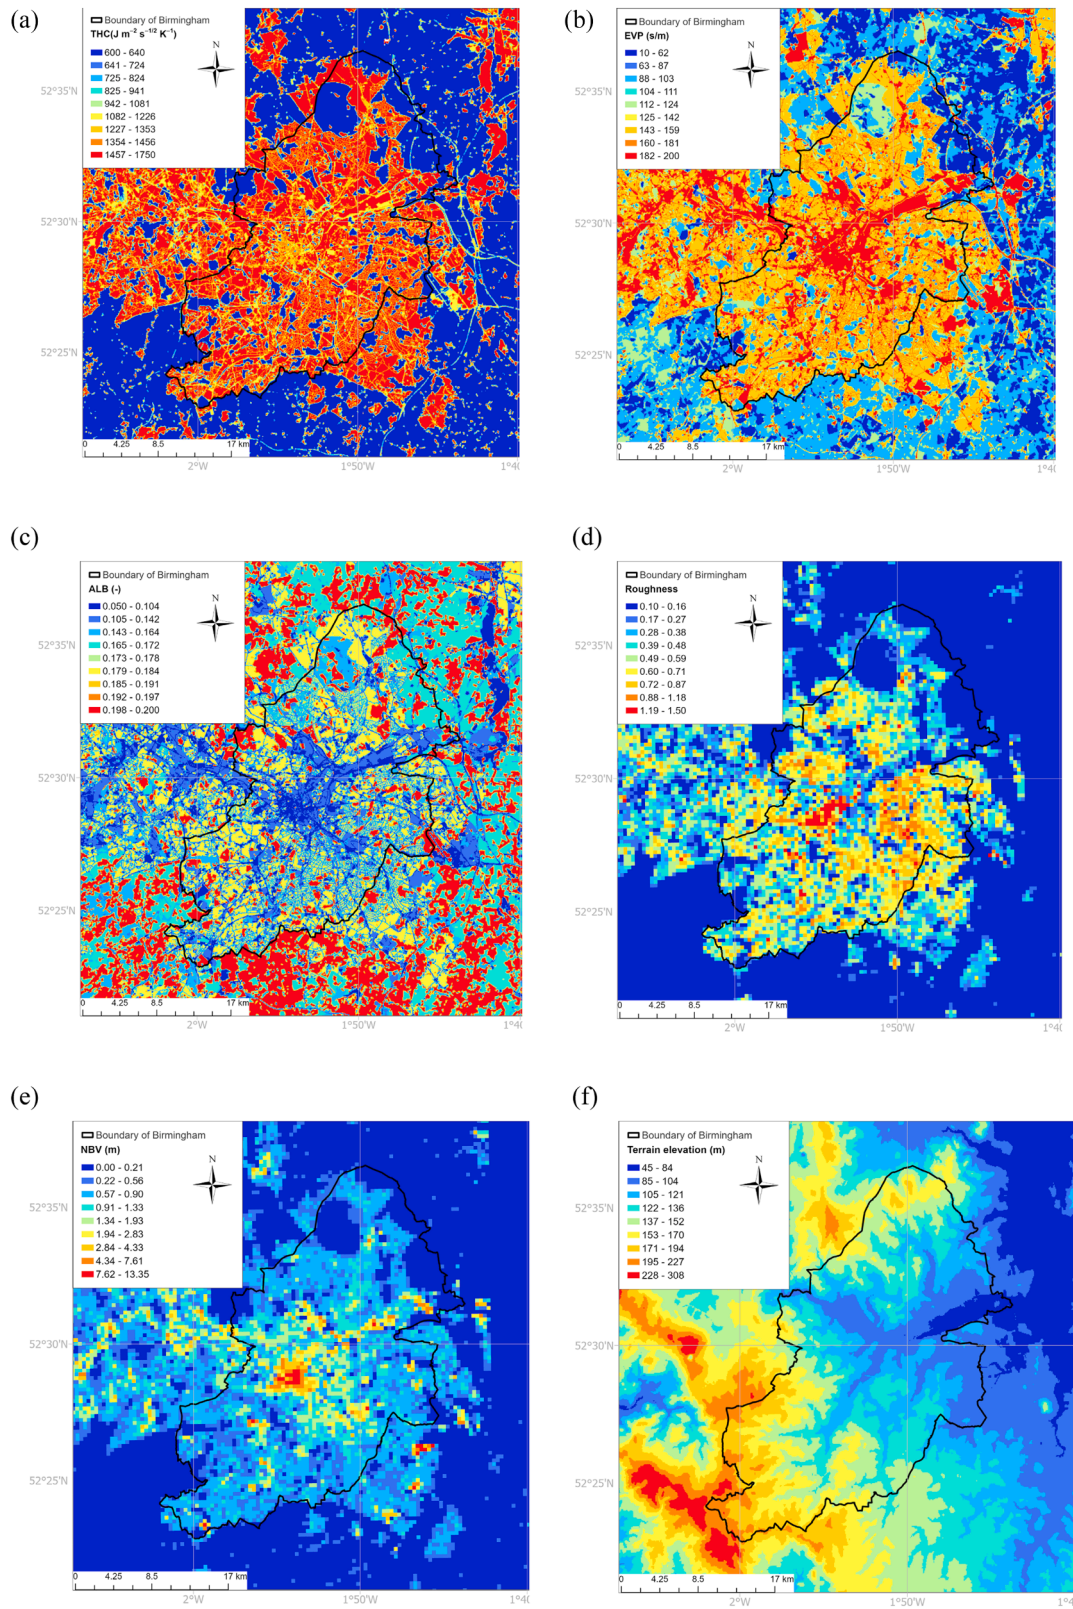 (a)
Boundary of Birmingham
THC(J m⁻² s⁻¹ᐟ² K⁻¹)
600 - 640
641 - 724
725 - 824
825 - 941
942 - 1081
1082 - 1226
1227 - 1353
1354 - 1456
1457 - 1750
N
52°35'N
52°30'N
52°25'N
0 4.25 8.5 17 km
2°W 1°50'W 1°40
(b)
Boundary of Birmingham
EVP (s/m)
10 - 62
63 - 87
88 - 103
104 - 111
112 - 124
125 - 142
143 - 159
160 - 181
182 - 200
N
52°35'N
52°30'N
52°25'N
0 4.25 8.5 17 km
2°W 1°50'W 1°40
(c)
Boundary of Birmingham
ALB (-)
0.050 - 0.104
0.105 - 0.142
0.143 - 0.164
0.165 - 0.172
0.173 - 0.178
0.179 - 0.184
0.185 - 0.191
0.192 - 0.197
0.198 - 0.200
N
52°35'N
52°30'N
52°25'N
0 4.25 8.5 17 km
2°W 1°50'W 1°40
(d)
Boundary of Birmingham
Roughness
0.10 - 0.16
0.17 - 0.27
0.28 - 0.38
0.39 - 0.48
0.49 - 0.59
0.60 - 0.71
0.72 - 0.87
0.88 - 1.18
1.19 - 1.50
N
52°35'N
52°30'N
52°25'N
0 4.25 8.5 17 km
2°W 1°50'W 1°40
(e)
Boundary of Birmingham
NBV (m)
0.00 - 0.21
0.22 - 0.56
0.57 - 0.90
0.91 - 1.33
1.34 - 1.93
1.94 - 2.83
2.84 - 4.33
4.34 - 7.61
7.62 - 13.35
N
52°35'N
52°30'N
52°25'N
0 4.25 8.5 17 km
2°W 1°50'W
(f)
Boundary of Birmingham
Terrain elevation (m)
45 - 84
85 - 104
105 - 121
122 - 136
137 - 152
153 - 170
171 - 194
195 - 227
228 - 308
N
52°35'N
52°30'N
52°25'N
0 4.25 8.5 17 km
2°W 1°50'W 1°4